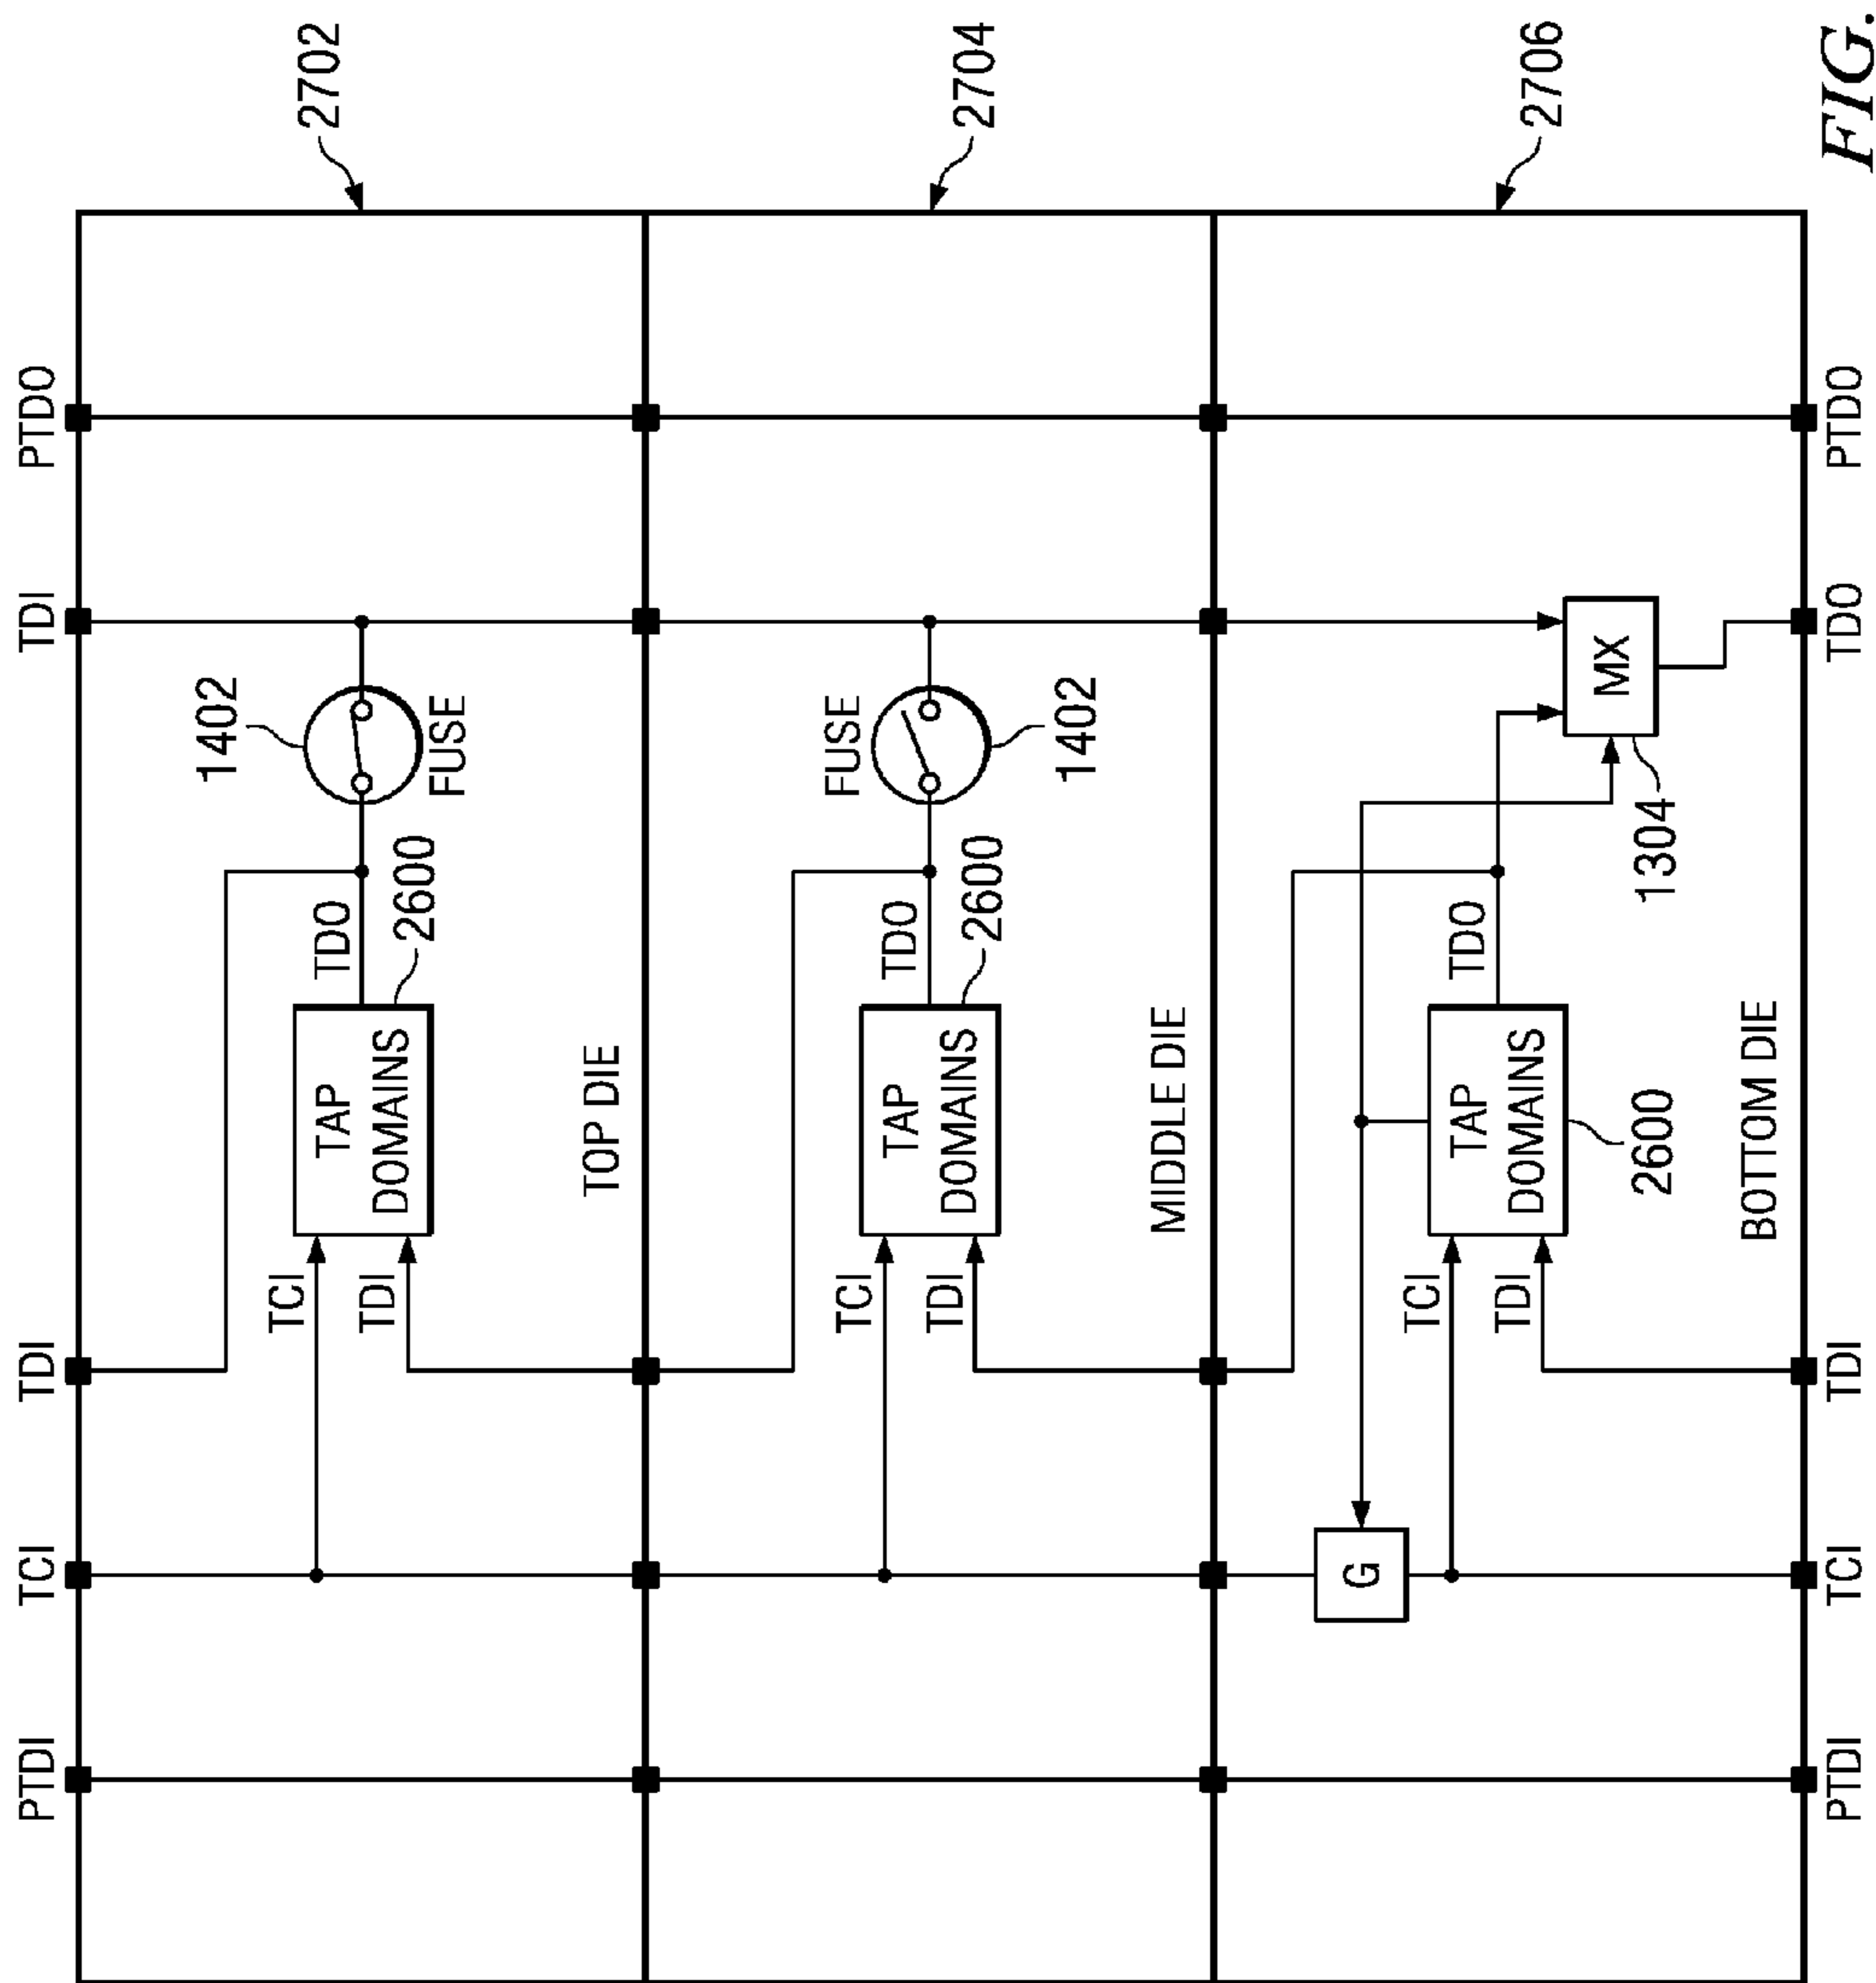 PTDI
TCI
TDI
TDI
PTDO
1402
TCI
TAP
DOMAINS
TDO
2702
TDI
2600
FUSE
TOP DIE
FUSE
TCI
TAP
DOMAINS
TDO
2704
TDI
2600
1402
MIDDLE DIE
G
TCI
TAP
DOMAINS
TDO
2706
TDI
MX
2600
1304
BOTTOM DIE
PTDI
TCI
TDI
TDO
PTDO
FIG.